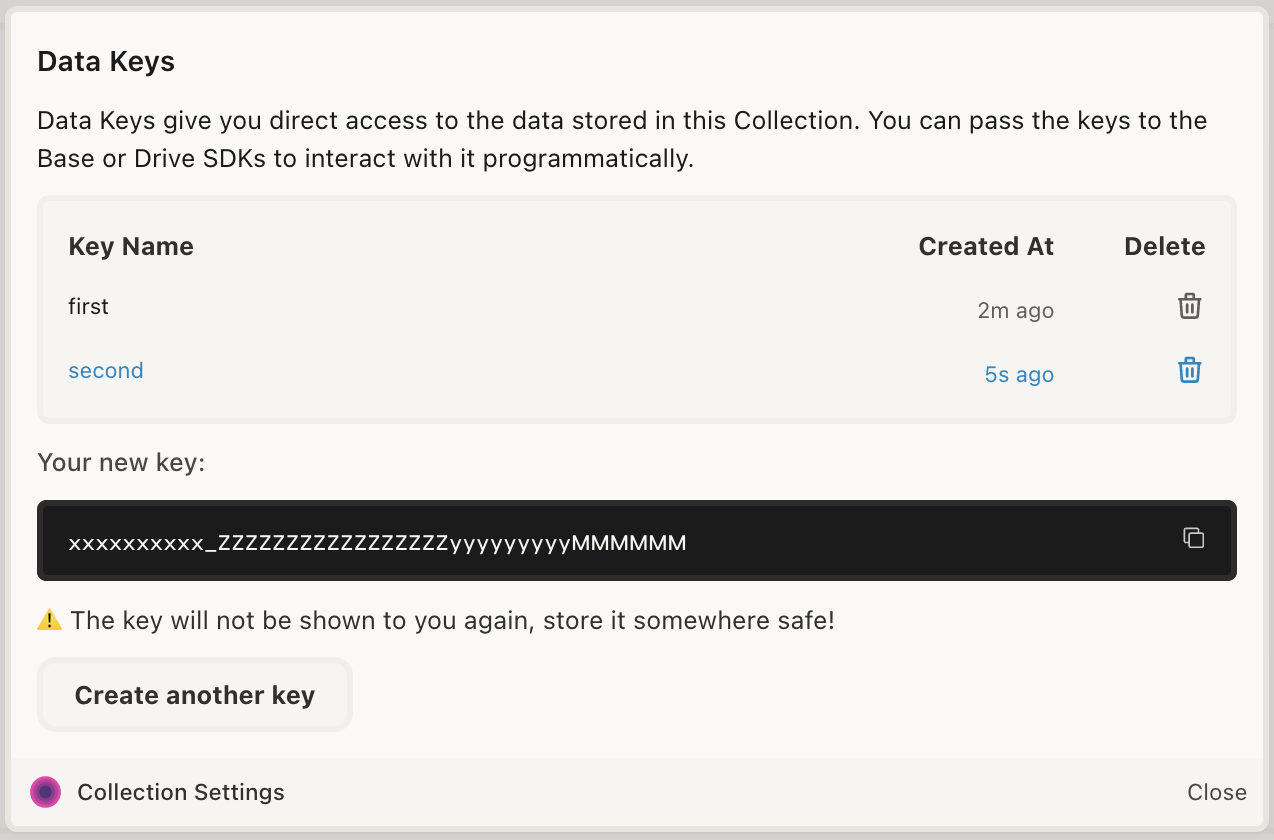 Data Keys
Data Keys give you direct access to the data stored in this Collection. You can pass the keys to the
Base or Drive SDKs to interact with it programmatically.
Key Name Created At Delete
first 2m ago
second 5s ago
Your new key:
xxxxxxxxxx_ZZZZZZZZZZZZZZZZZyyyyyyyyyMMMMMM
⚠️ The key will not be shown to you again, store it somewhere safe!
Create another key
Collection Settings Close